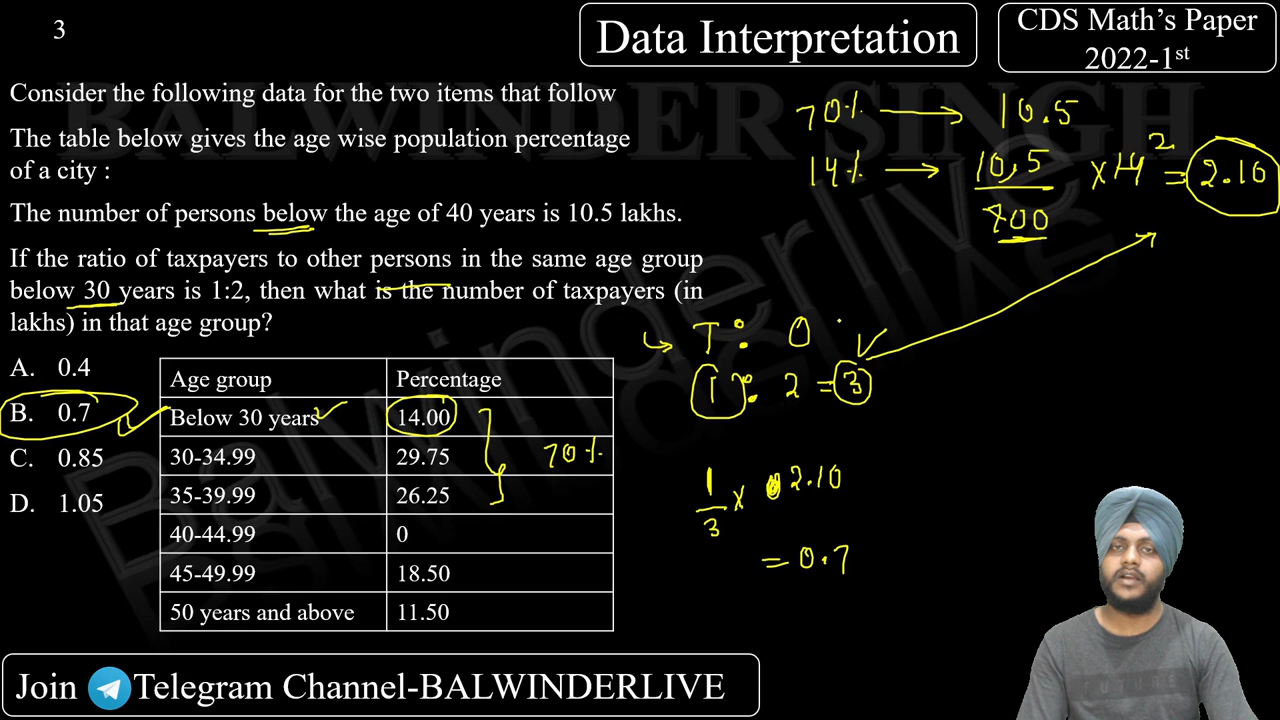 3
Data Interpretation
CDS Math's Paper
2022-1st
BALWINDER SINGH
Consider the following data for the two items that follow
The table below gives the age wise population percentage
of a city :
The number of persons below the age of 40 years is 10.5 lakhs.
If the ratio of taxpayers to other persons in the same age group
below 30 years is 1:2, then what is the number of taxpayers (in
lakhs) in that age group?
A. 0.4
B. 0.7
C. 0.85
D. 1.05
Age group Percentage
Below 30 years 14.00
30-34.99 29.75
35-39.99 26.25
40-44.99 0
45-49.99 18.50
50 years and above 11.50
70%
70% → 10.5
14% → 10.5/700 × 14² = 2.10
T : O
1 : 2 = 3
1/3 × 2.10
= 0.7
Balwinderlive
FUTURE
Join Telegram Channel-BALWINDERLIVE